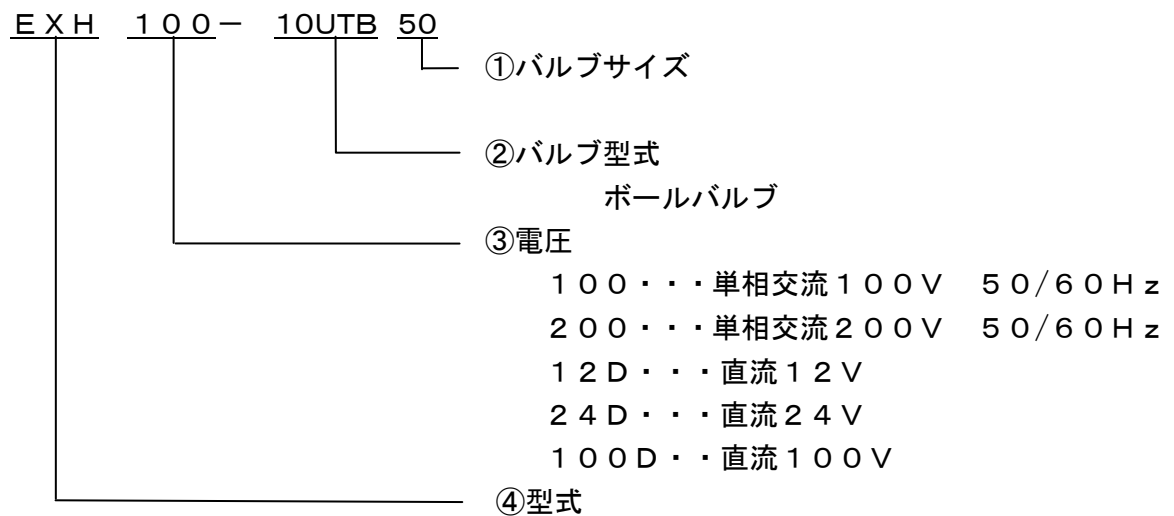 ＥＸＨ １００－ 10UTB 50
①バルブサイズ
②バルブ型式
ボールバルブ
③電圧
１００・・・単相交流１００Ｖ　５０/６０Ｈｚ
２００・・・単相交流２００Ｖ　５０/６０Ｈｚ
１２Ｄ・・・直流１２Ｖ
２４Ｄ・・・直流２４Ｖ
１００Ｄ・・直流１００Ｖ
④型式